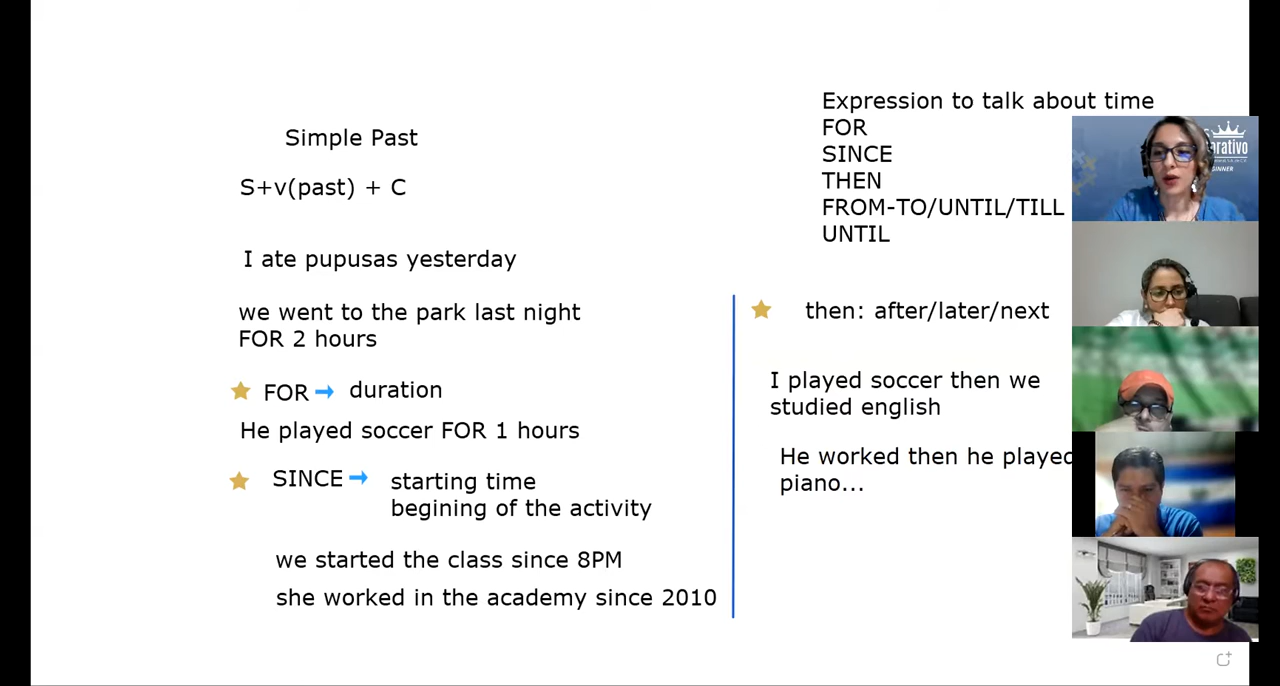 Simple Past
S+v(past) + C
I ate pupusas yesterday
we went to the park last night
FOR 2 hours
FOR
duration
He played soccer FOR 1 hours
SINCE
starting time
begining of the activity
we started the class since 8PM
she worked in the academy since 2010
Expression to talk about time
FOR
SINCE
THEN
FROM-TO/UNTIL/TILL
UNTIL
then: after/later/next
I played soccer then we
studied english
He worked then he played
piano...